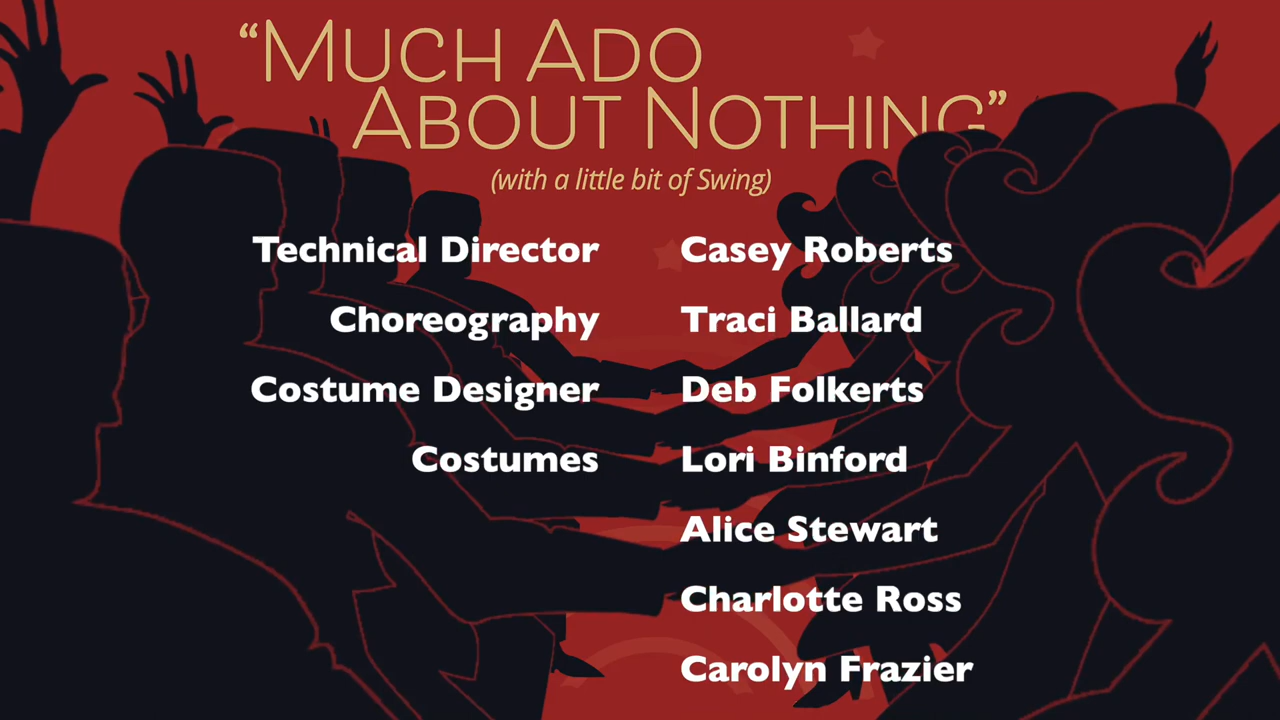 “Much Ado
About Nothing”
(with a little bit of Swing)
Technical Director Casey Roberts
Choreography Traci Ballard
Costume Designer Deb Folkerts
Costumes Lori Binford
Alice Stewart
Charlotte Ross
Carolyn Frazier